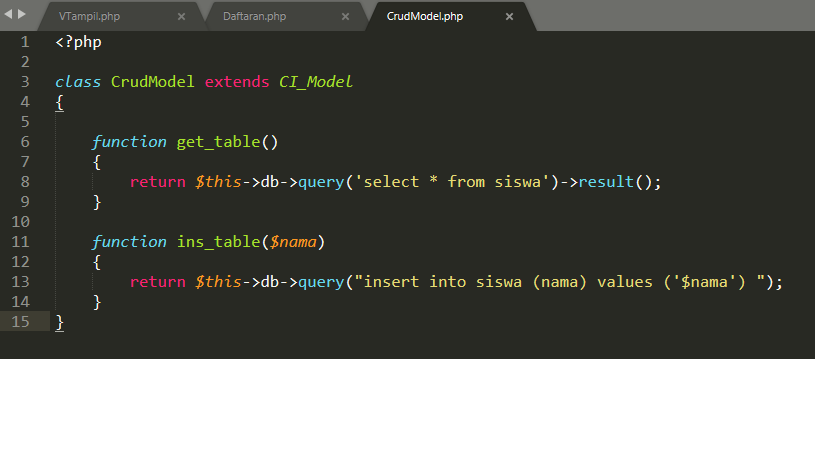 VTampil.php × Daftaran.php × CrudModel.php ×
1 <?php
2
3 class CrudModel extends CI_Model
4 {
5
6 function get_table()
7 {
8 return $this->db->query('select * from siswa')->result();
9 }
10
11 function ins_table($nama)
12 {
13 return $this->db->query("insert into siswa (nama) values ('$nama') ");
14 }
15 }